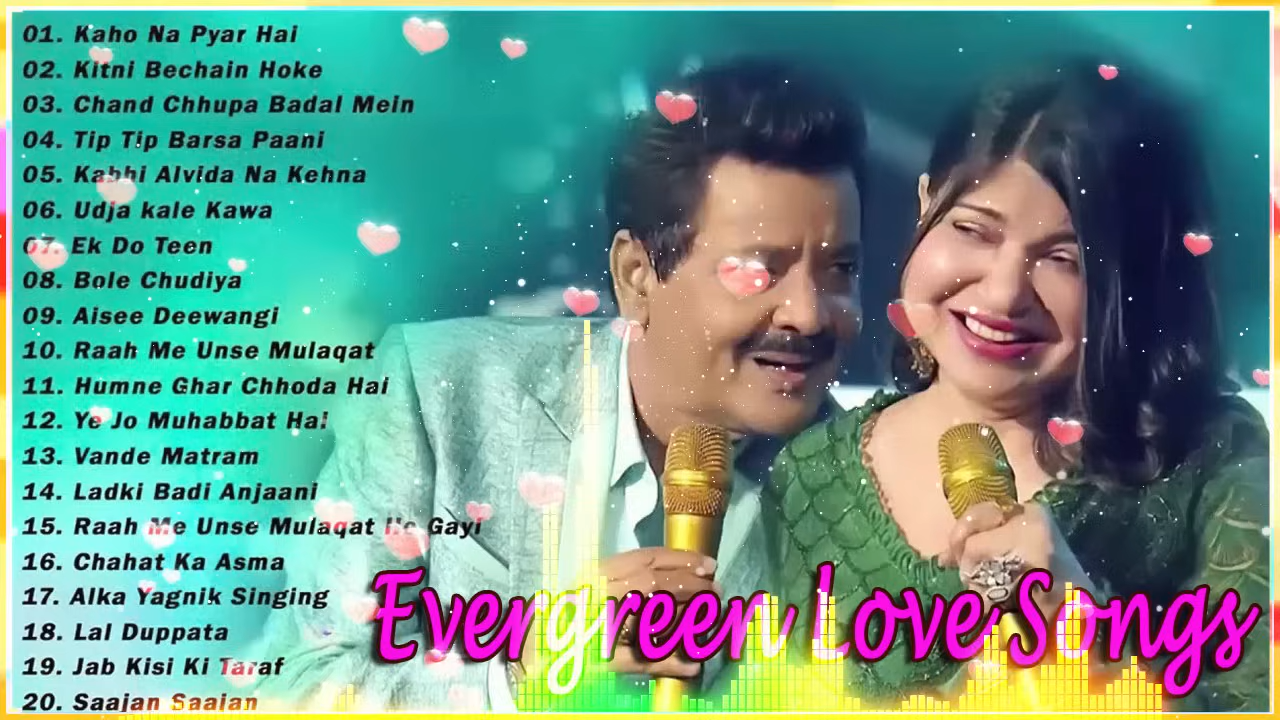 01. Kaho Na Pyar Hai
02. Kitni Bechain Hoke
03. Chand Chhupa Badal Mein
04. Tip Tip Barsa Paani
05. Kabhi Alvida Na Kehna
06. Udja kale Kawa
07. Ek Do Teen
08. Bole Chudiya
09. Aisee Deewangi
10. Raah Me Unse Mulaqat
11. Humne Ghar Chhoda Hai
12. Ye Jo Muhabbat Hai
13. Vande Matram
14. Ladki Badi Anjaani
15. Raah Me Unse Mulaqat Ho Gayi
16. Chahat Ka Asma
17. Alka Yagnik Singing
18. Lal Duppata
19. Jab Kisi Ki Taraf
20. Saajan Saajan
Evergreen Love Songs